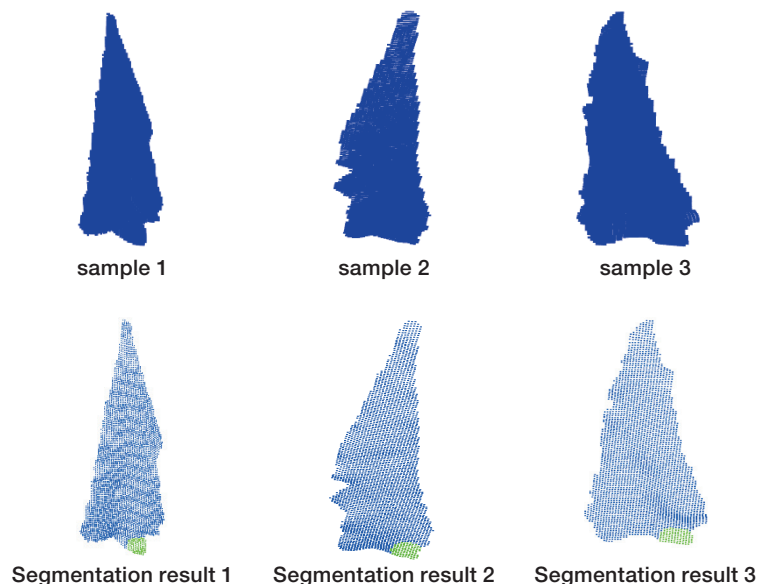 sample 1
sample 2
sample 3
Segmentation result 1
Segmentation result 2
Segmentation result 3